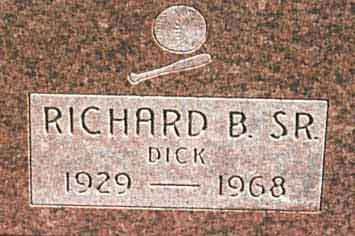 RICHARD B. SR.
DICK
1929 — 1968